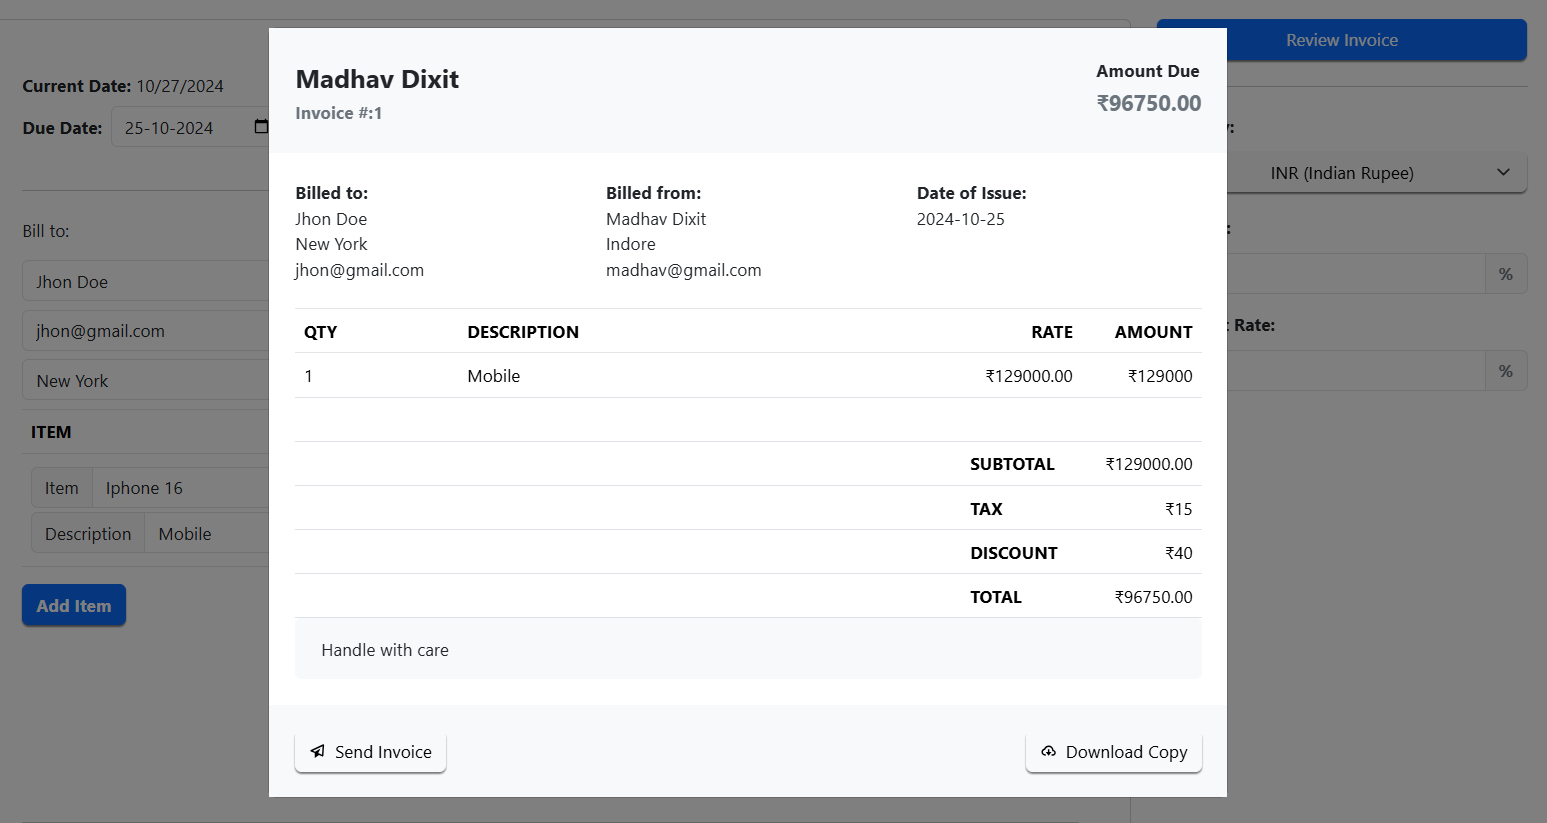 Review Invoice
Current Date: 10/27/2024
Due Date: 25-10-2024
Bill to:
Jhon Doe
jhon@gmail.com
New York
ITEM
Item Iphone 16
Description Mobile
Add Item
Madhav Dixit
Invoice #:1
Amount Due
₹96750.00
Billed to:
Jhon Doe
New York
jhon@gmail.com
Billed from:
Madhav Dixit
Indore
madhav@gmail.com
Date of Issue:
2024-10-25
QTY DESCRIPTION RATE AMOUNT
1 Mobile ₹129000.00 ₹129000
SUBTOTAL ₹129000.00
TAX ₹15
DISCOUNT ₹40
TOTAL ₹96750.00
Handle with care
Send Invoice
Download Copy
INR (Indian Rupee)
%
Rate:
%